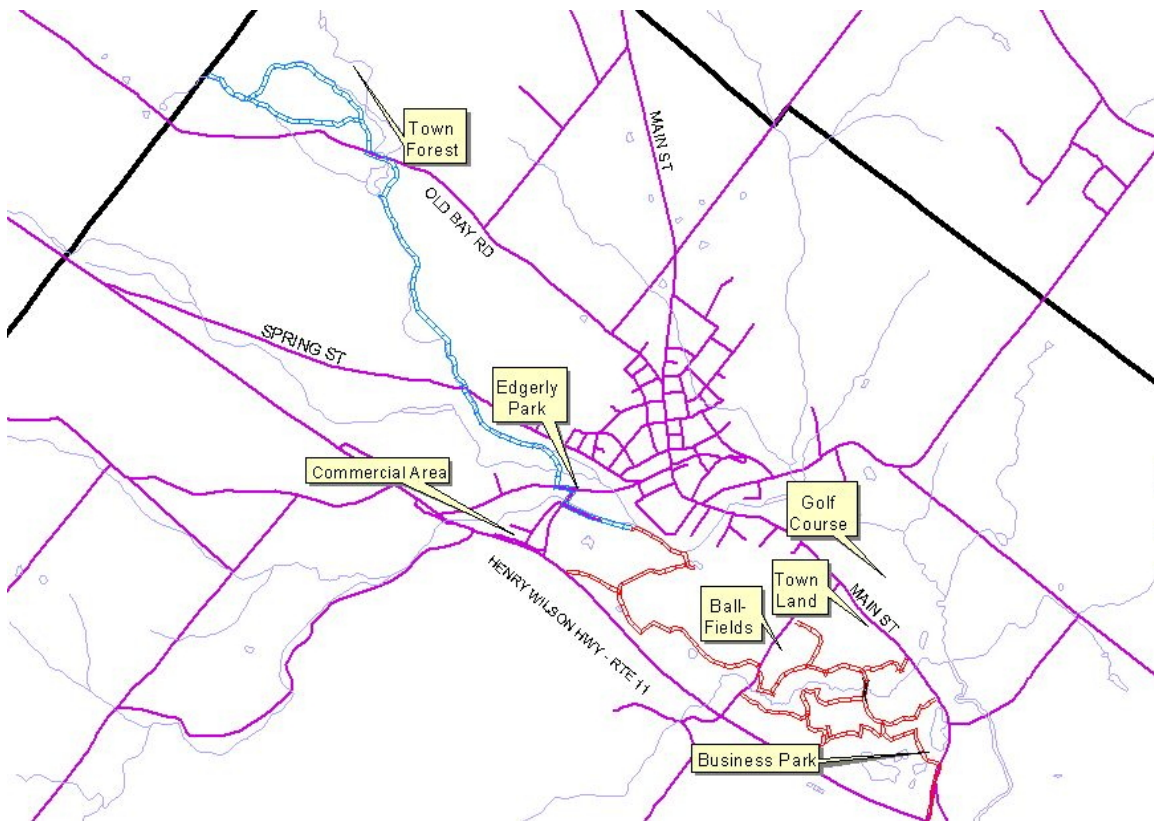 Town
Forest
MAIN ST
OLD BAY RD
SPRING ST
Edgerly
Park
Commercial Area
Golf
Course
HENRY WILSON HWY - RTE 11
Town
Land
MAIN ST
Ball-
Fields
Business Park